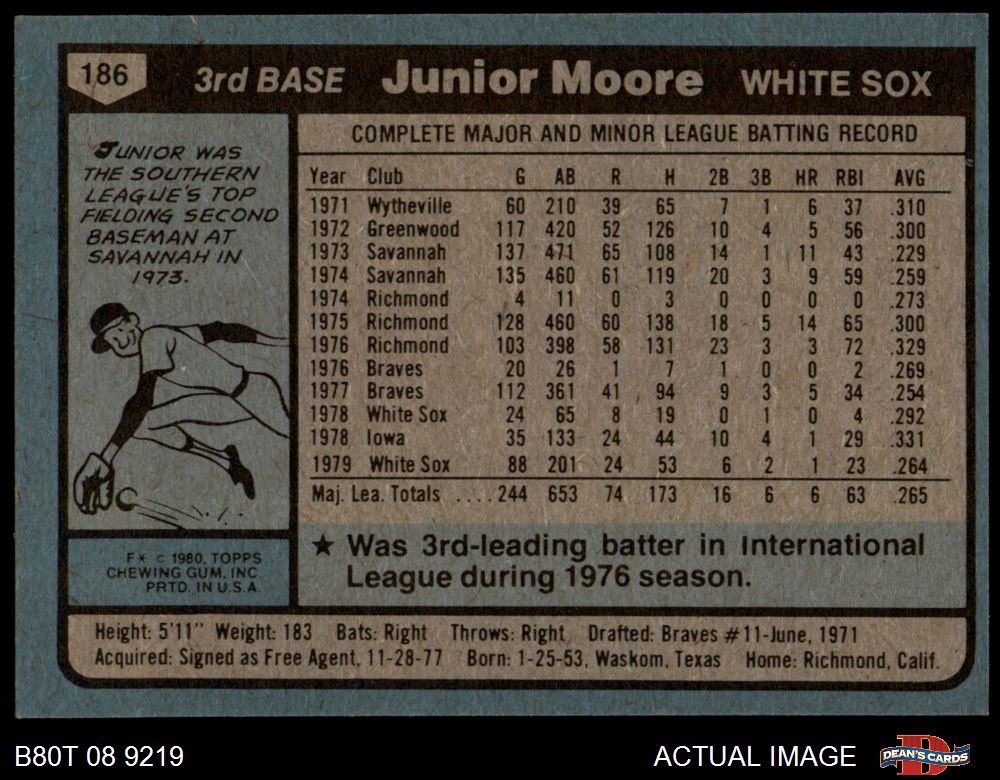 186 3rd BASE Junior Moore WHITE SOX
JUNIOR WAS
THE SOUTHERN
LEAGUE'S TOP
FIELDING SECOND
BASEMAN AT
SAVANNAH IN
1973.
COMPLETE MAJOR AND MINOR LEAGUE BATTING RECORD
Year Club G AB R H 2B 3B HR RBI AVG
1971 Wytheville 60 210 39 65 7 1 6 37 .310
1972 Greenwood 117 420 52 126 10 4 5 56 .300
1973 Savannah 137 471 65 108 14 1 11 43 .229
1974 Savannah 135 460 61 119 20 3 9 59 .259
1974 Richmond 4 11 0 3 0 0 0 0 .273
1975 Richmond 128 460 60 138 18 5 14 65 .300
1976 Richmond 103 398 58 131 23 3 3 72 .329
1976 Braves 20 26 1 7 1 0 0 2 .269
1977 Braves 112 361 41 94 9 3 5 34 .254
1978 White Sox 24 65 8 19 0 1 0 4 .292
1978 Iowa 35 133 24 44 10 4 1 29 .331
1979 White Sox 88 201 24 53 6 2 1 23 .264
Maj. Lea. Totals .... 244 653 74 173 16 6 6 63 .265
★ Was 3rd-leading batter in International
League during 1976 season.
F* © 1980, TOPPS
CHEWING GUM, INC.
PRTD. IN U.S.A.
Height: 5'11" Weight: 183 Bats: Right Throws: Right Drafted: Braves #11-June, 1971
Acquired: Signed as Free Agent, 11-28-77 Born: 1-25-53, Waskom, Texas Home: Richmond, Calif.
B80T 08 9219 ACTUAL IMAGE DEAN'S CARDS